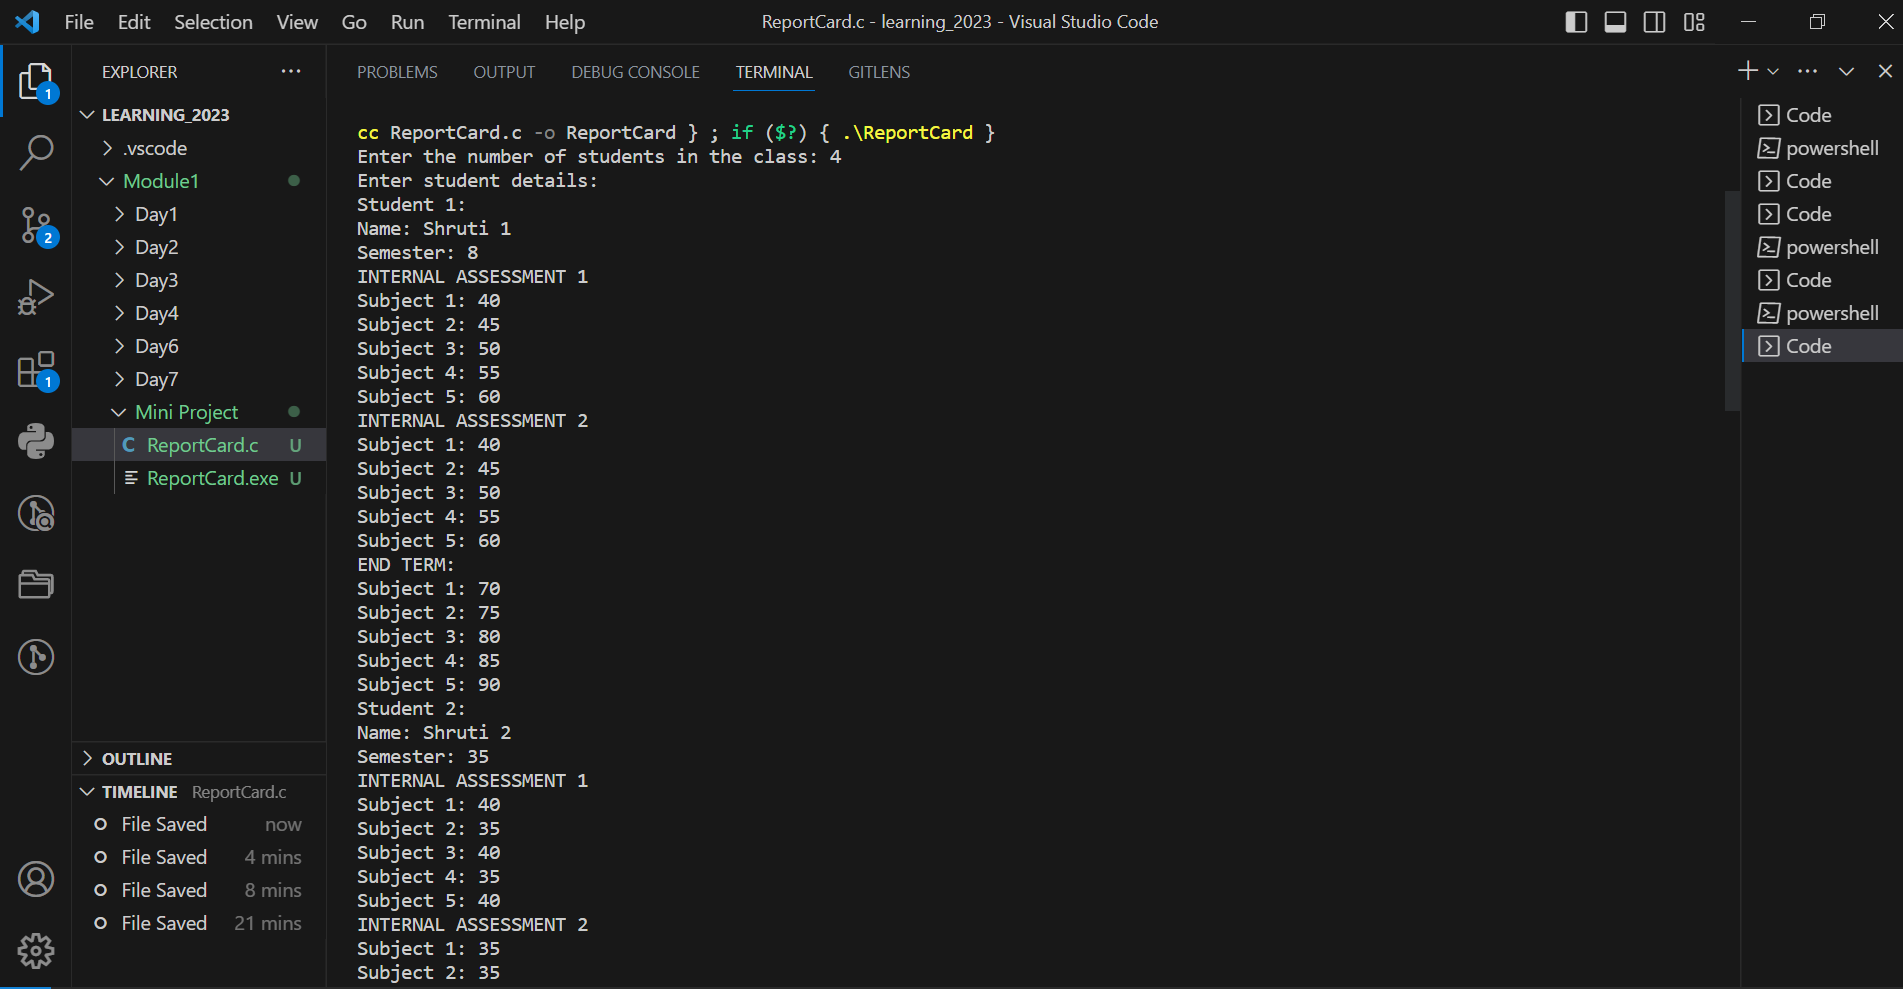 File Edit Selection View Go Run Terminal Help
ReportCard.c - learning_2023 - Visual Studio Code
1
2
1
EXPLORER
LEARNING_2023
.vscode
Module1
Day1
Day2
Day3
Day4
Day6
Day7
Mini Project
C ReportCard.c U
ReportCard.exe U
OUTLINE
TIMELINE ReportCard.c
File Saved now
File Saved 4 mins
File Saved 8 mins
File Saved 21 mins
PROBLEMS OUTPUT DEBUG CONSOLE TERMINAL GITLENS
cc ReportCard.c -o ReportCard } ; if ($?) { .\ReportCard }
Enter the number of students in the class: 4
Enter student details:
Student 1:
Name: Shruti 1
Semester: 8
INTERNAL ASSESSMENT 1
Subject 1: 40
Subject 2: 45
Subject 3: 50
Subject 4: 55
Subject 5: 60
INTERNAL ASSESSMENT 2
Subject 1: 40
Subject 2: 45
Subject 3: 50
Subject 4: 55
Subject 5: 60
END TERM:
Subject 1: 70
Subject 2: 75
Subject 3: 80
Subject 4: 85
Subject 5: 90
Student 2:
Name: Shruti 2
Semester: 35
INTERNAL ASSESSMENT 1
Subject 1: 40
Subject 2: 35
Subject 3: 40
Subject 4: 35
Subject 5: 40
INTERNAL ASSESSMENT 2
Subject 1: 35
Subject 2: 35
Code
powershell
Code
Code
powershell
Code
powershell
Code